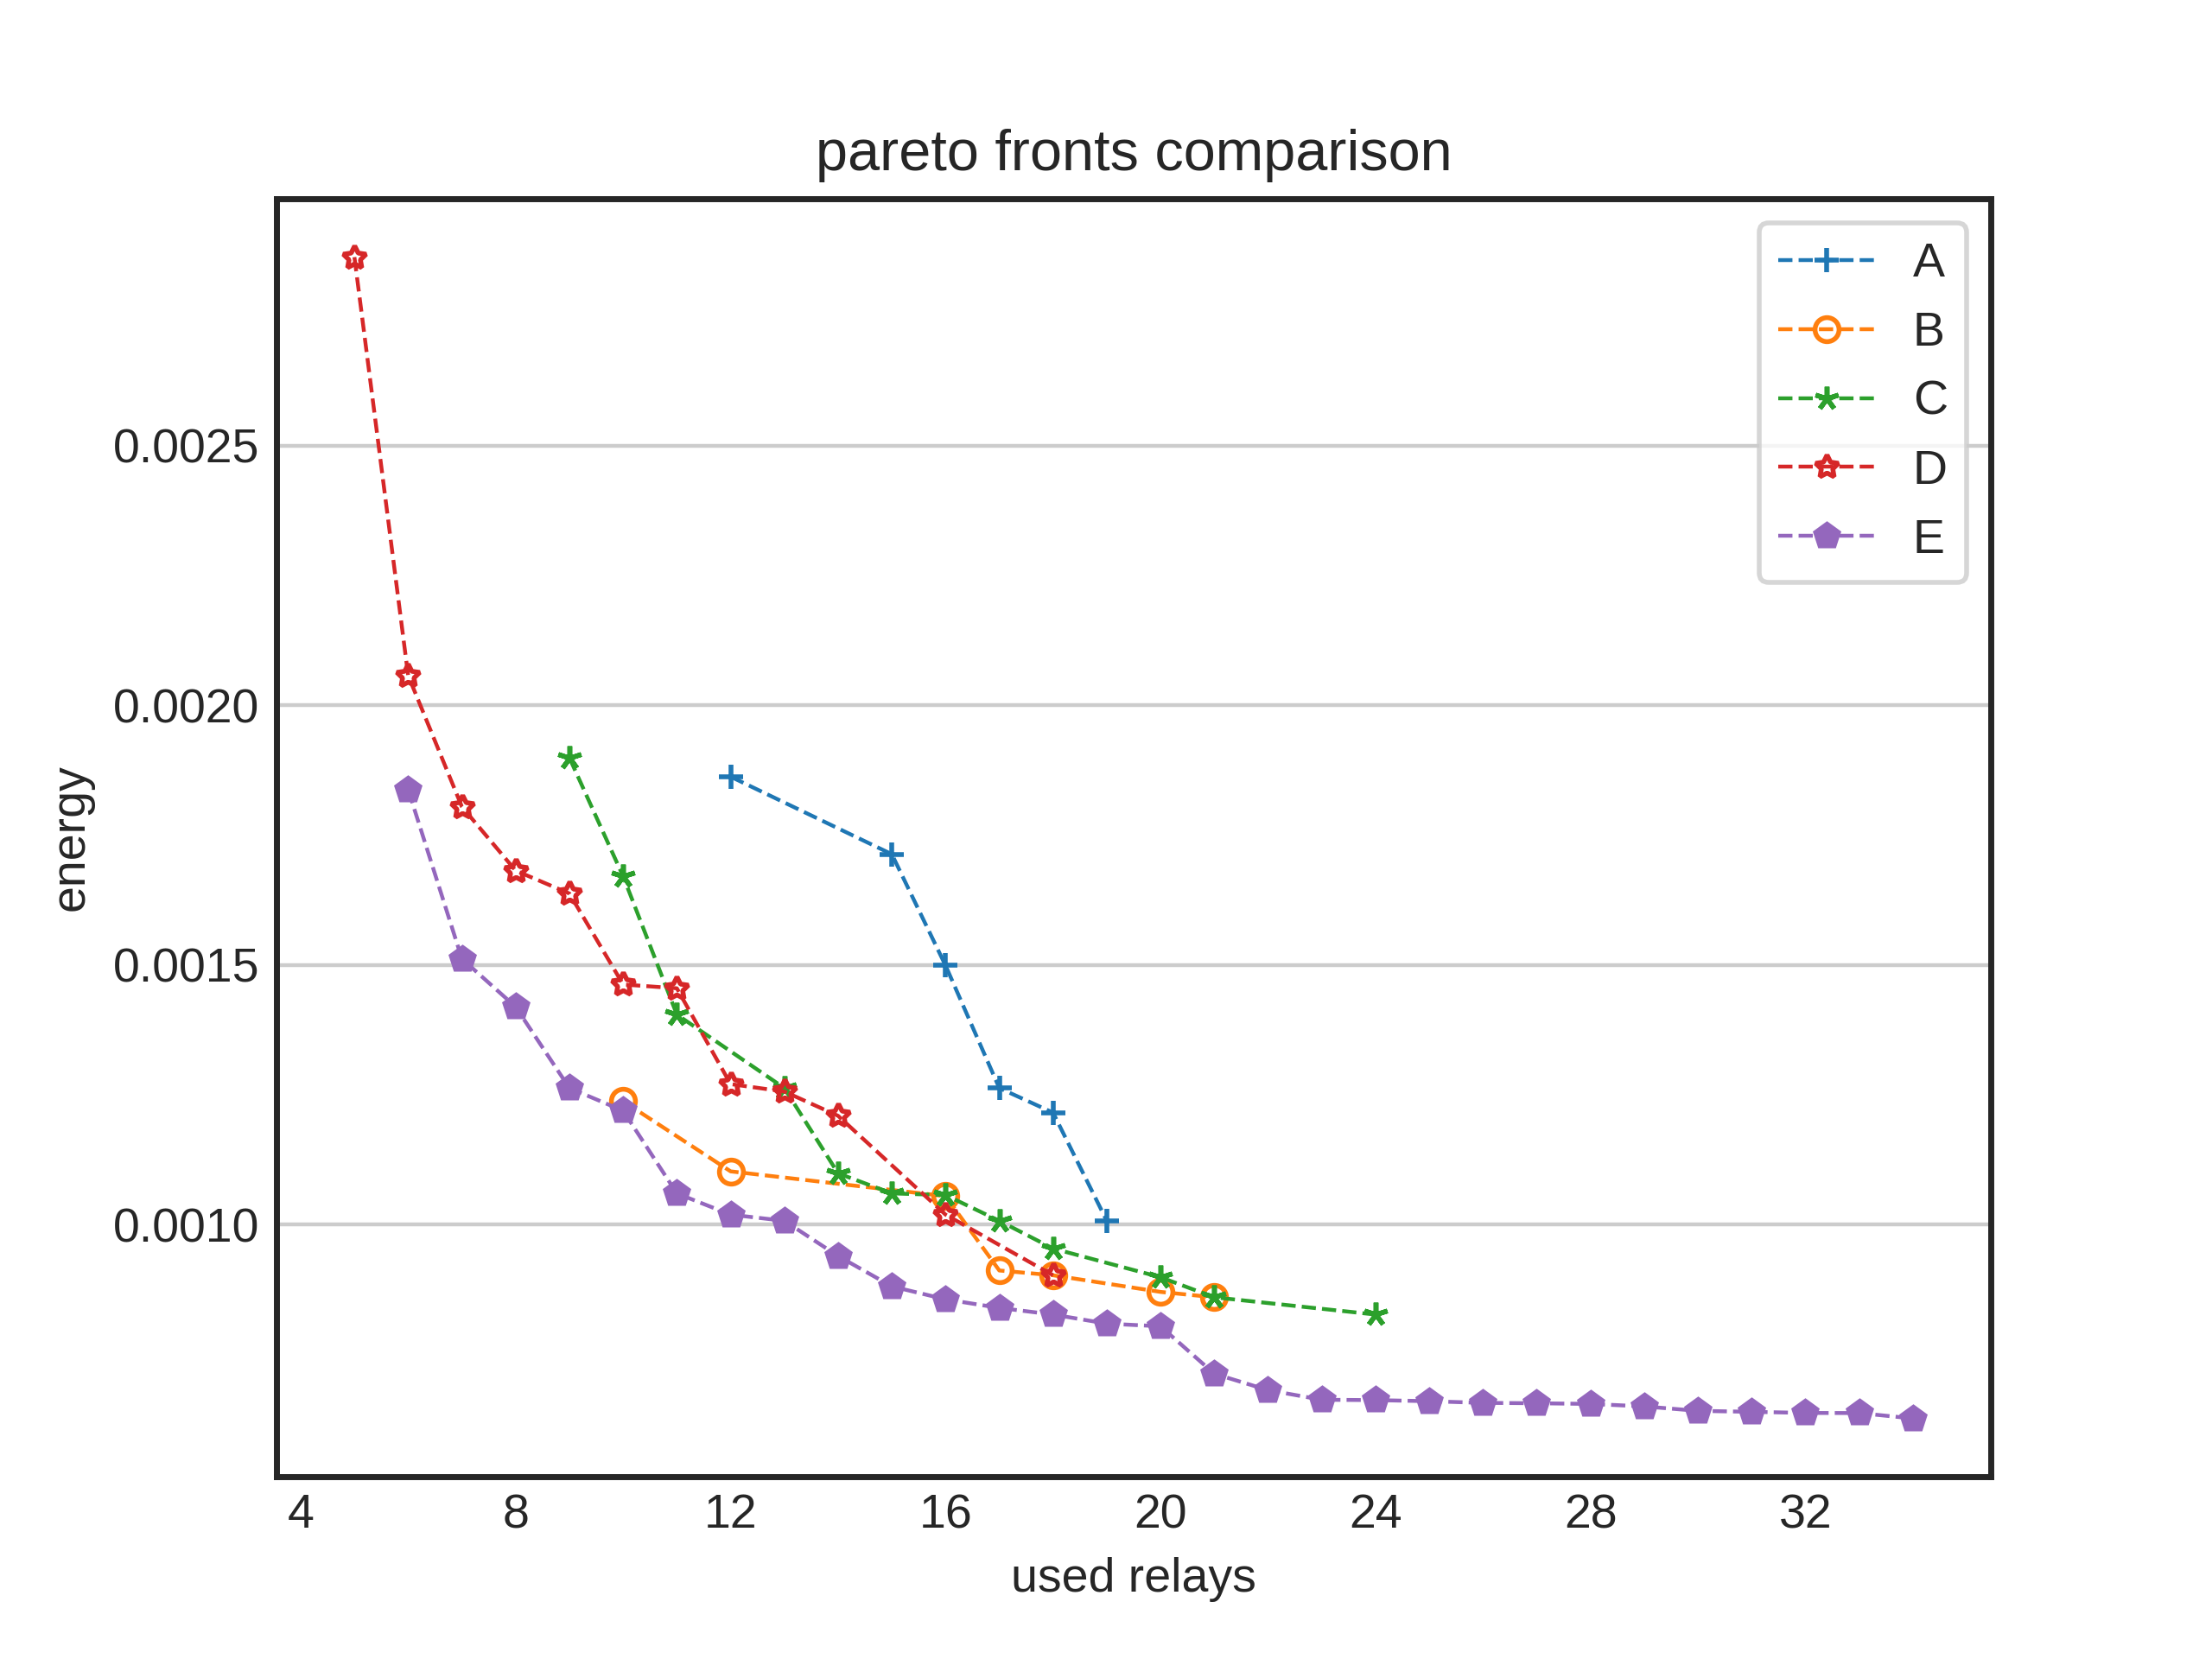 pareto fronts comparison
A
B
C
D
E
0.0025
0.0020
0.0015
0.0010
energy
4 8 12 16 20 24 28 32
used relays